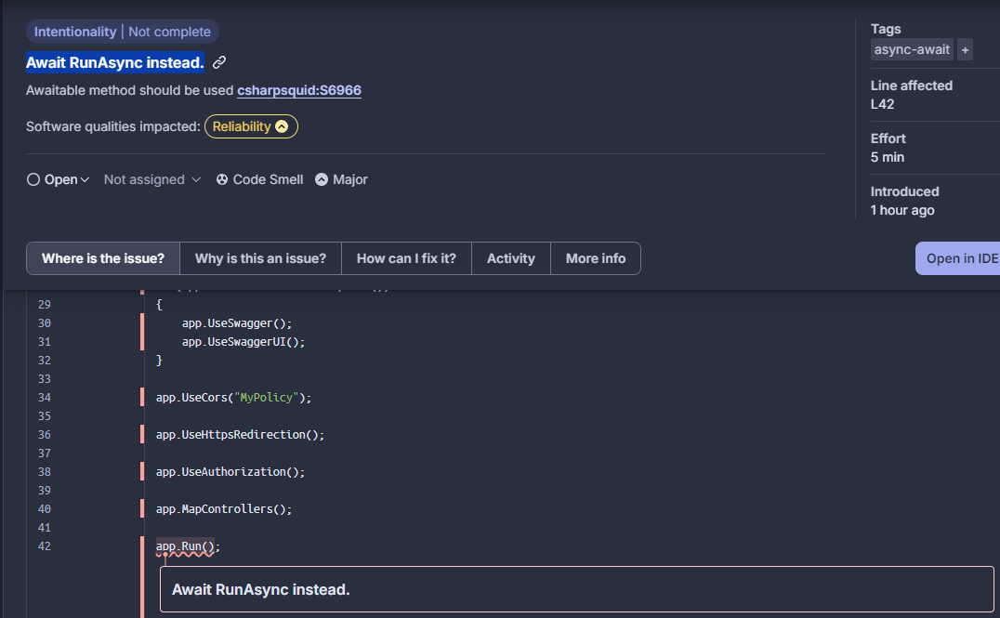 Intentionality | Not complete
Await RunAsync instead.
Awaitable method should be used csharpsquid:S6966
Software qualities impacted: Reliability
Open Not assigned Code Smell Major
Tags
async-await +
Line affected
L42
Effort
5 min
Introduced
1 hour ago
Where is the issue? Why is this an issue? How can I fix it? Activity More info
Open in IDE
29 {
30 app.UseSwagger();
31 app.UseSwaggerUI();
32 }
33
34 app.UseCors("MyPolicy");
35
36 app.UseHttpsRedirection();
37
38 app.UseAuthorization();
39
40 app.MapControllers();
41
42 app.Run();
Await RunAsync instead.